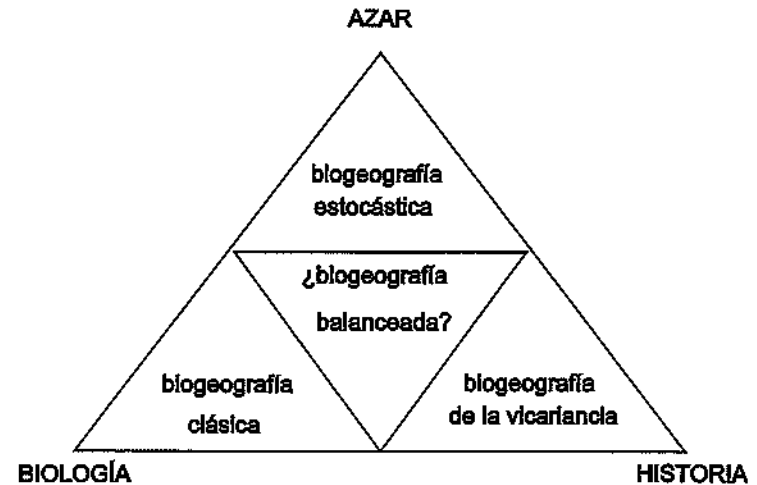 AZAR
biogeografía
estocástica
¿biogeografía
balanceada?
biogeografía
clásica
biogeografía
de la vicariancia
BIOLOGÍA
HISTORIA